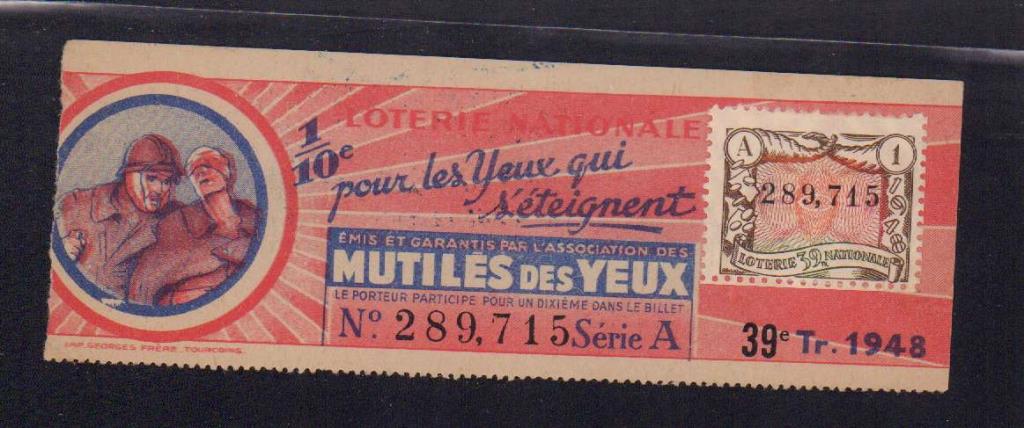 1/10e
LOTERIE NATIONALE
pour les Yeux qui
s'éteignent
ÉMIS ET GARANTIS PAR L'ASSOCIATION DES
MUTILÉS DES YEUX
LE PORTEUR PARTICIPE POUR UN DIXIÈME DANS LE BILLET
No. 289,715 Série A
A 1
289,715
1948
LOTERIE 39e NATIONALE
39e Tr. 1948
IMP. GEORGES FRÈRE, TOURCOING.